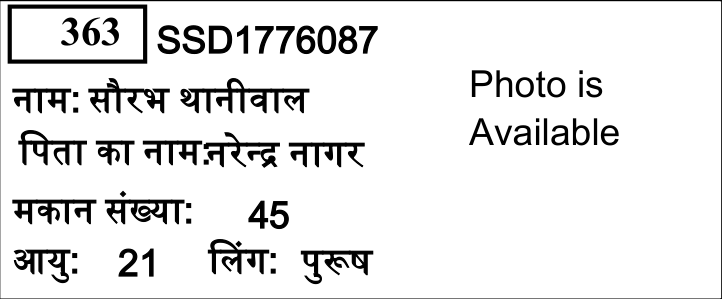 363 SSD1776087
नाम: सौरभ थानीवाल
पिता का नाम:नरेन्द्र नागर
मकान संख्या: 45
आयु: 21 लिंग: पुरूष
Photo is
Available